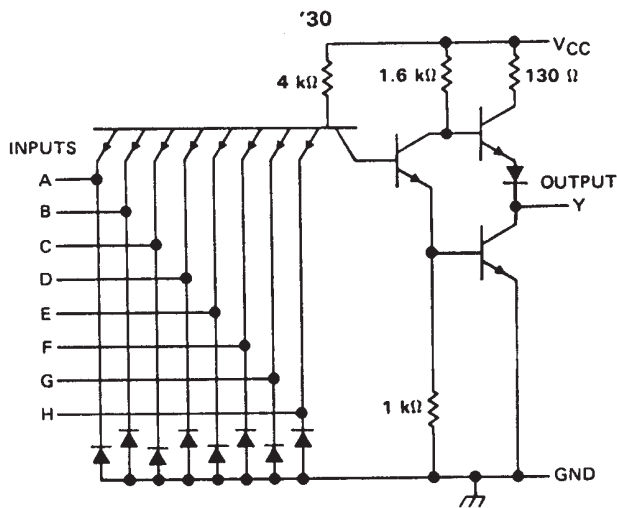 '30
VCC
4 kΩ
1.6 kΩ
130 Ω
INPUTS
A
B
C
D
E
F
G
H
OUTPUT
Y
1 kΩ
GND